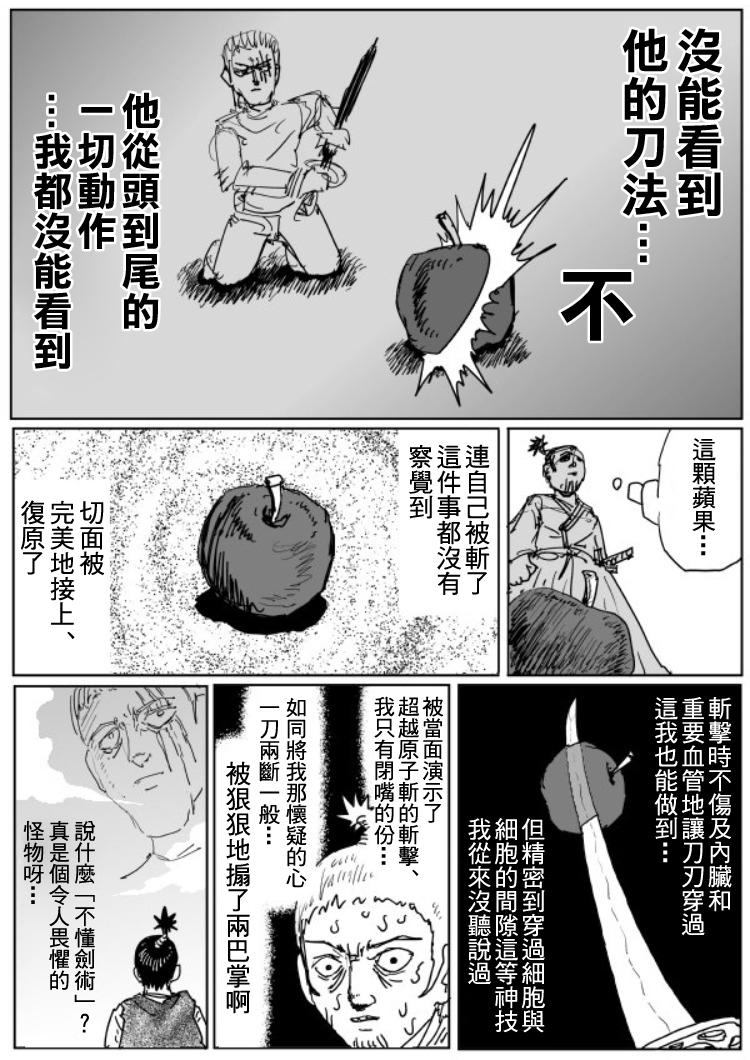 沒能看到
他的刀法…
不
他從頭到尾的
一切動作
…我都沒能看到
這顆蘋果…
連自己被斬了
這件事都沒有
察覺到
切面被
完美地接上、
復原了
斬擊時不傷及內臟和
重要血管地讓刀刃穿過
這我也能做到…
但精密到穿過細胞與
細胞的間隙這等神技
我從來沒聽說過
被當面演示了
超越原子斬的斬擊、
我只有閉嘴的份…
如同將我那懷疑的心
一刀兩斷一般…
被狠狠地搧了兩巴掌啊
說什麼「不懂劍術」？
真是個令人畏懼的
怪物呀…